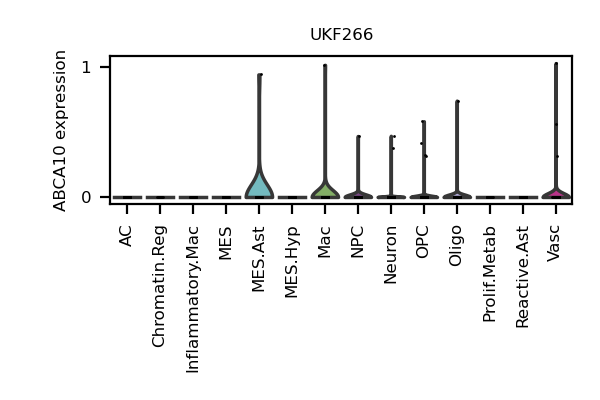 UKF266
ABCA10 expression
1
0
AC
Chromatin.Reg
Inflammatory.Mac
MES
MES.Ast
MES.Hyp
Mac
NPC
Neuron
OPC
Oligo
Prolif.Metab
Reactive.Ast
Vasc